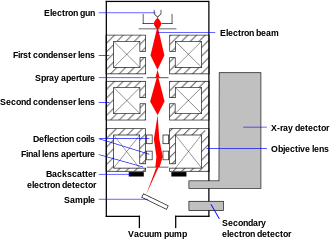 Electron gun
Electron beam
First condenser lens
Spray aperture
Second condenser lens
X-ray detector
Deflection coils
Objective lens
Final lens aperture
Backscatter
electron detector
Sample
Secondary
electron detector
Vacuum pump